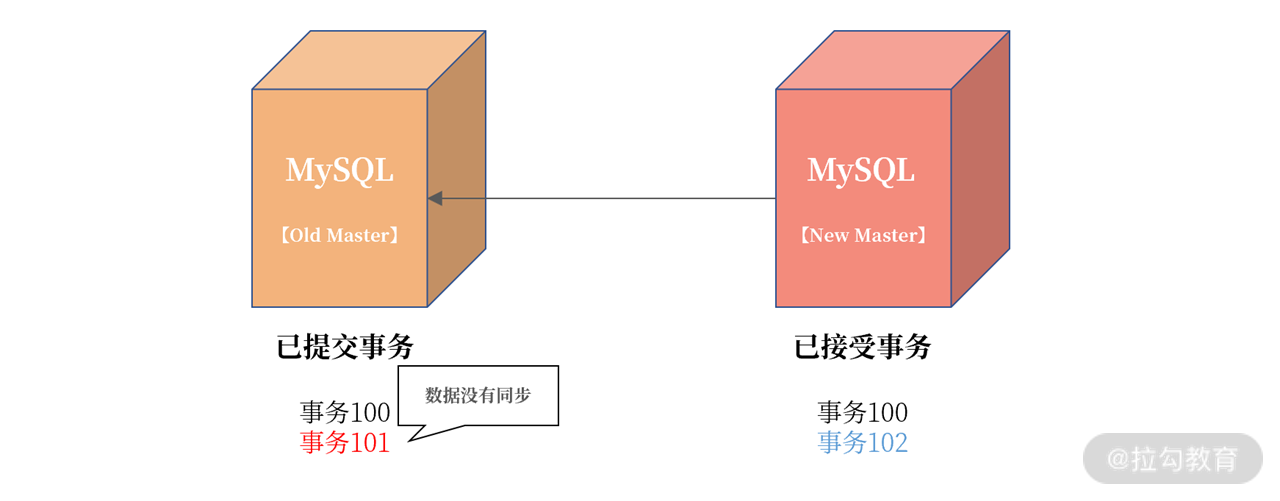 MySQL
【Old Master】
MySQL
【New Master】
已提交事务
已接受事务
数据没有同步
事务100
事务101
事务100
事务102
@拉勾教育